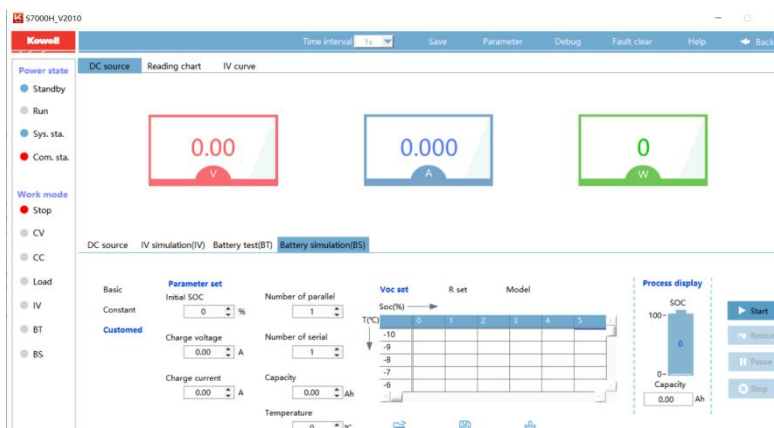 S7000H_V2010
Kewell Time interval 1s Save Parameter Debug Fault clear Help Back
Power state
Standby
Run
Sys. sta.
Com. sta.
Work mode
Stop
CV
CC
Load
IV
BT
BS
DC source Reading chart IV curve
0.00 0.000 0
V A W
DC source IV simulation(IV) Battery test(BT) Battery simulation(BS)
Basic
Constant
Customed
Parameter set
Initial SOC
0 %
Charge voltage
0.00 A
Charge current
0.00 A
Number of parallel
1
Number of serial
1
Capacity
0.00 Ah
Temperature
Voc set R set Model
Soc(%)
T(℃) 0 1 2 3 4 5
-10
-9
-8
-7
-6
Process display
SOC
100-
0
0-
Capacity
0.00 Ah
Start
Pause
Stop